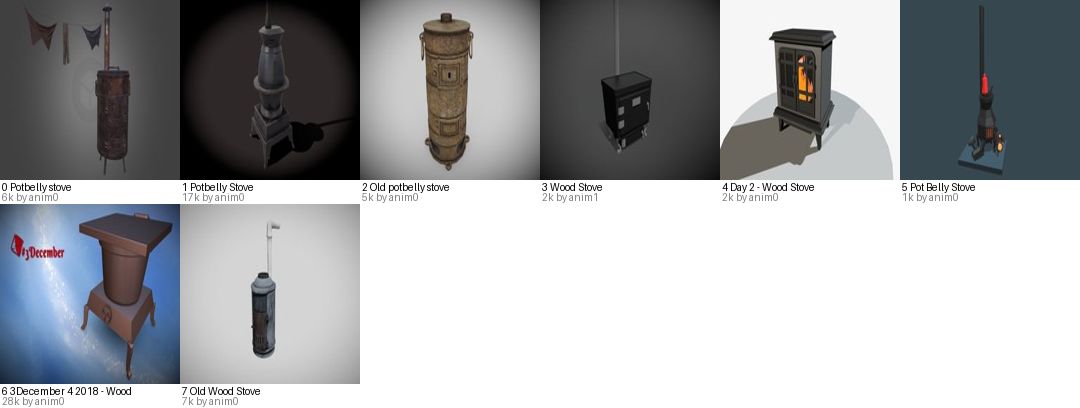 0 Potbelly stove
6k by anim0
1 Potbelly Stove
17k by anim0
2 Old potbelly stove
5k by anim0
3 Wood Stove
2k by anim1
4 Day 2 - Wood Stove
2k by anim0
5 Pot Belly Stove
1k by anim0
#3December
6 3December 4 2018 - Wood
28k by anim0
7 Old Wood Stove
7k by anim0